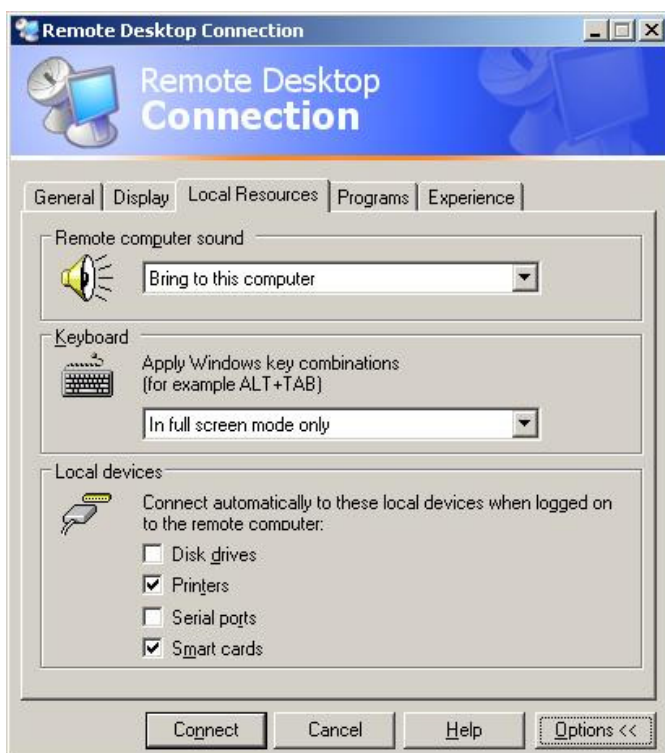 Remote Desktop Connection
Remote Desktop
Connection
General Display Local Resources Programs Experience
Remote computer sound
Bring to this computer
Keyboard
Apply Windows key combinations
(for example ALT+TAB)
In full screen mode only
Local devices
Connect automatically to these local devices when logged on
to the remote computer:
Disk drives
Printers
Serial ports
Smart cards
Connect Cancel Help Options <<